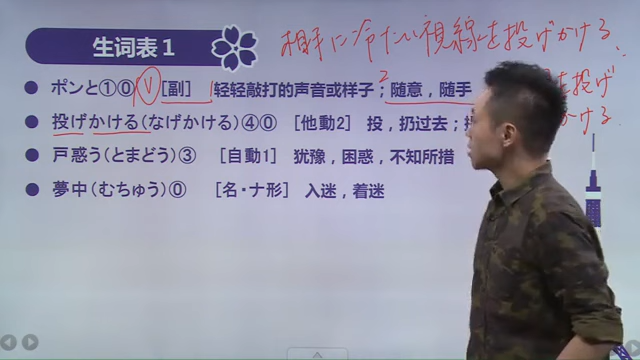 生词表1
相手に冷たい視線を投げかける
ポンと①⓪ V [副] 1 轻轻敲打的声音或样子；2 随意，随手
を投げ
投げかける(なげかける)④⓪ [他動2] 投，扔过去；
かける
戸惑う(とまどう)③ [自動1] 犹豫，困惑，不知所措
夢中(むちゅう)⓪ [名・ナ形] 入迷，着迷